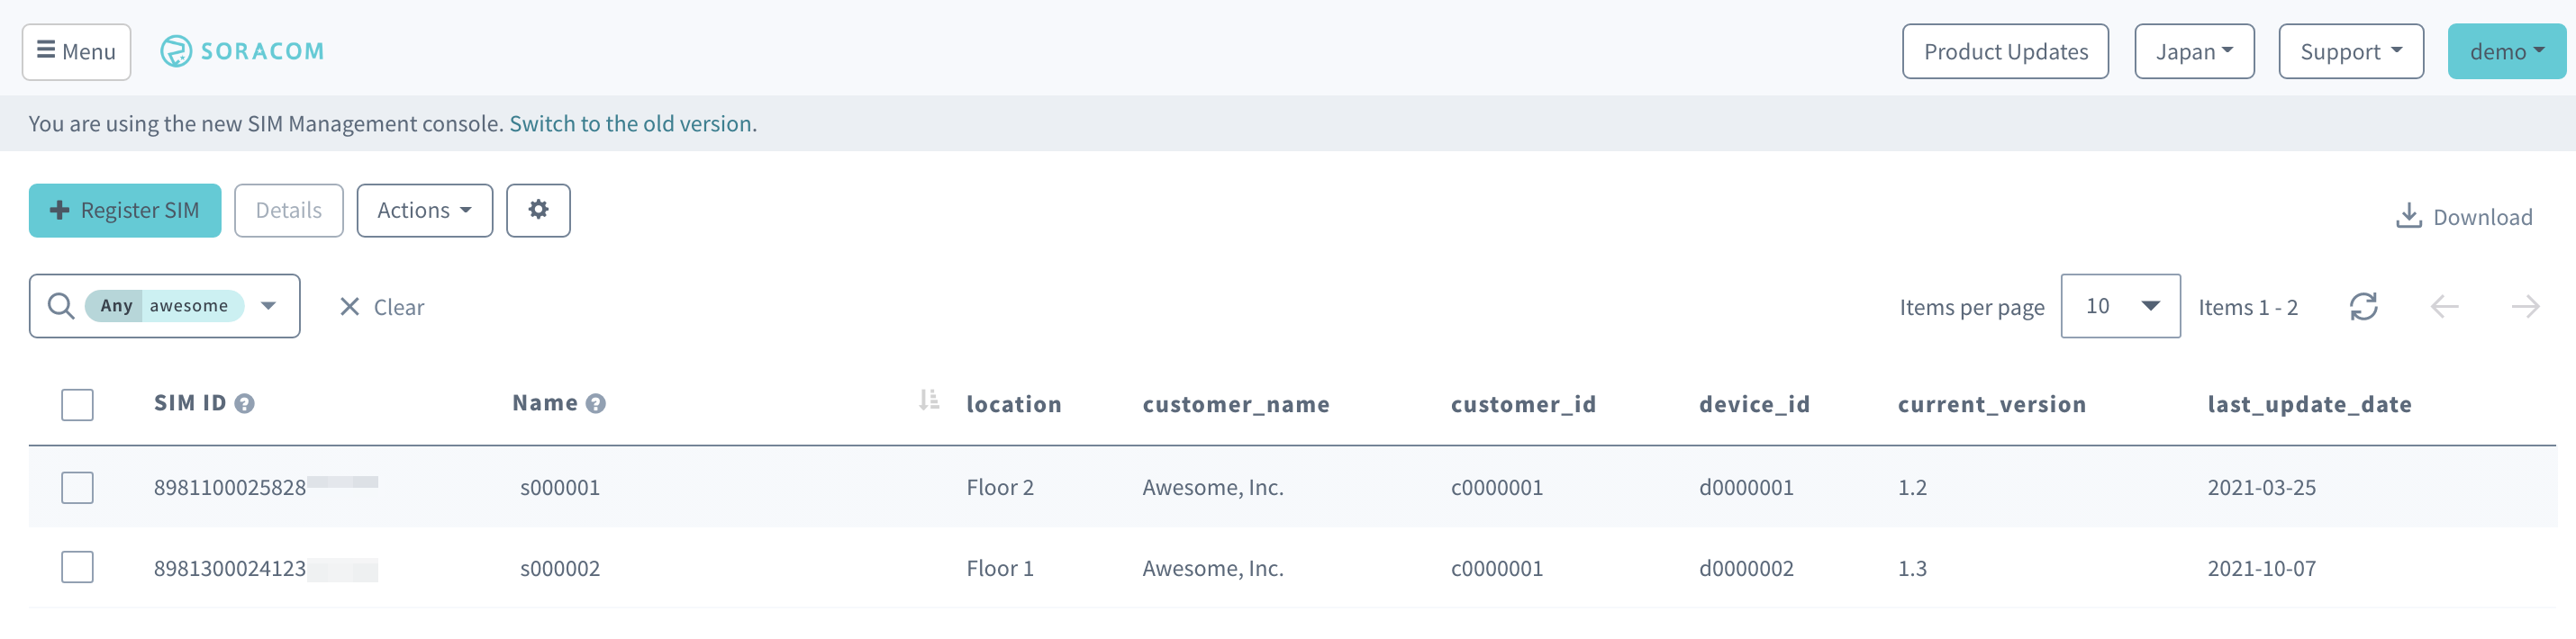 Menu SORACOM Product Updates Japan Support demo
You are using the new SIM Management console. Switch to the old version.
Register SIM Details Actions Download
Any awesome Clear Items per page 10 Items 1 - 2
SIM ID Name location customer_name customer_id device_id current_version last_update_date
8981100025828 s000001 Floor 2 Awesome, Inc. c0000001 d0000001 1.2 2021-03-25
8981300024123 s000002 Floor 1 Awesome, Inc. c0000001 d0000002 1.3 2021-10-07